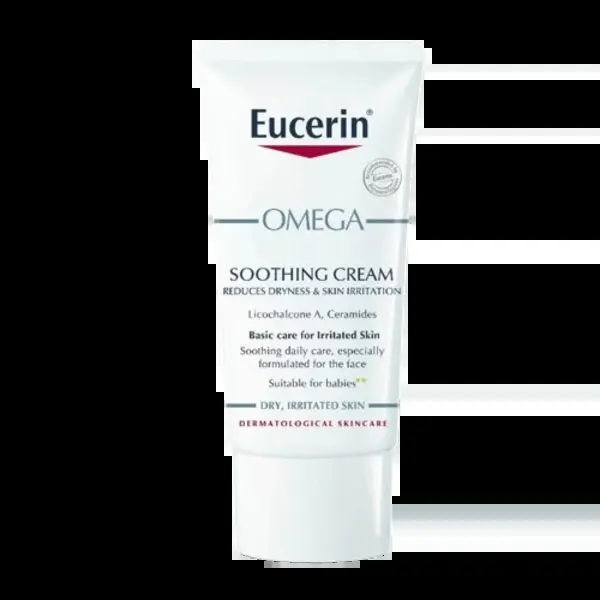 Eucerin®
Eucerin
OMEGA
SOOTHING CREAM
REDUCES DRYNESS & SKIN IRRITATION
Licochalcone A, Ceramides
Basic care for Irritated Skin
Soothing daily care, especially
formulated for the face
Suitable for babies**
DRY, IRRITATED SKIN
DERMATOLOGICAL SKINCARE